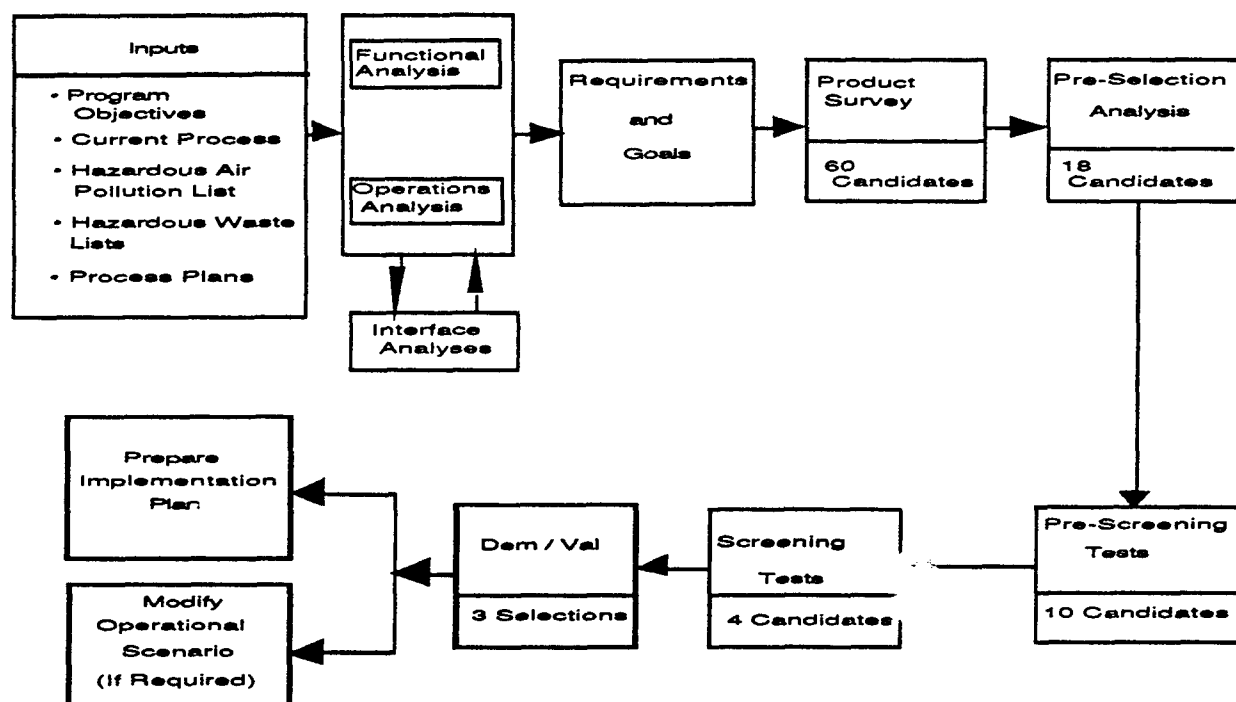 Inputs
• Program
Objectives
• Current Process
• Hazardous Air
Pollution List
• Hazardous Waste
Lists
• Process Plans
Functional
Analysis
Operations
Analysis
Interface
Analyses
Requirements
and
Goals
Product
Survey
60
Candidates
Pre-Selection
Analysis
18
Candidates
Pre-Screening
Tests
10 Candidates
Screening
Tests
4 Candidates
Dem / Val
3 Selections
Prepare
Implementation
Plan
Modify
Operational
Scenario
(If Required)